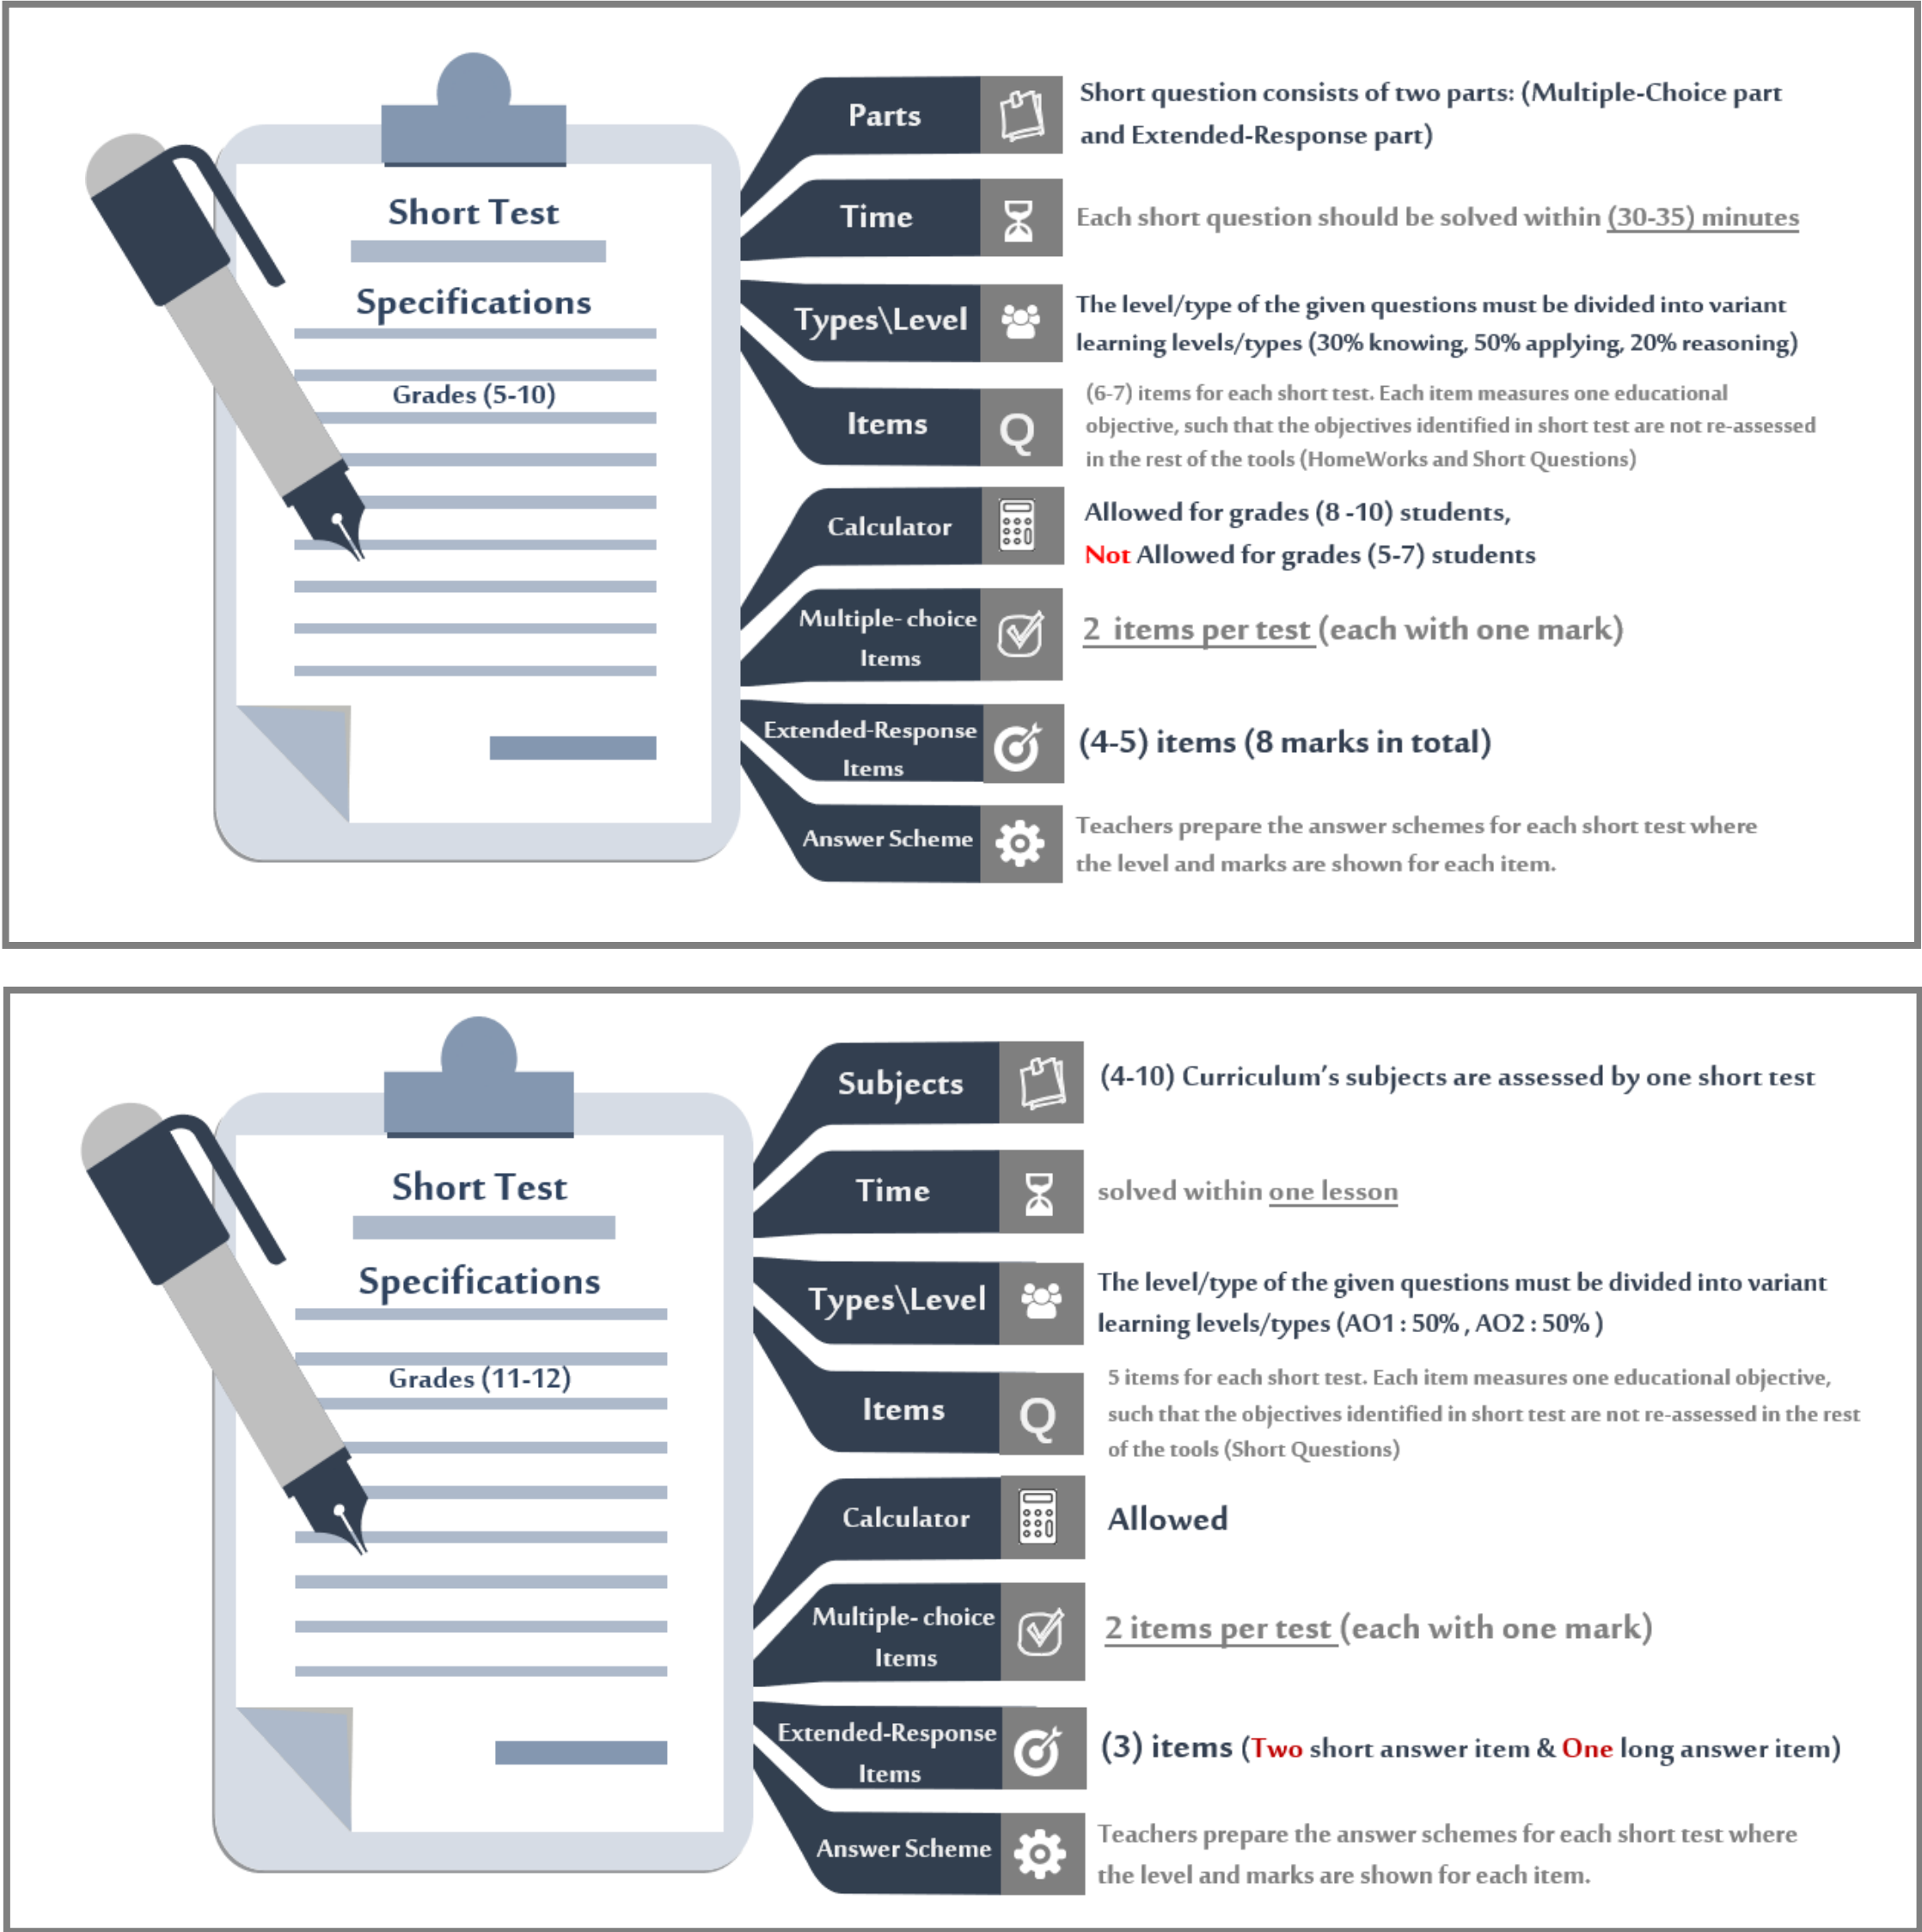 Short Test
Specifications
Grades (5-10)
Parts
Short question consists of two parts: (Multiple-Choice part
and Extended-Response part)
Time
Each short question should be solved within (30-35) minutes
Types\Level
The level/type of the given questions must be divided into variant
learning levels/types (30% knowing, 50% applying, 20% reasoning)
Items
Q
(6-7) items for each short test. Each item measures one educational
objective, such that the objectives identified in short test are not re-assessed
in the rest of the tools (HomeWorks and Short Questions)
Calculator
Allowed for grades (8 -10) students,
Not Allowed for grades (5-7) students
Multiple- choice
Items
2 items per test (each with one mark)
Extended-Response
Items
(4-5) items (8 marks in total)
Answer Scheme
Teachers prepare the answer schemes for each short test where
the level and marks are shown for each item.
Short Test
Specifications
Grades (11-12)
Subjects
(4-10) Curriculum's subjects are assessed by one short test
Time
solved within one lesson
Types\Level
The level/type of the given questions must be divided into variant
learning levels/types (AO1 : 50% , AO2 : 50% )
Items
Q
5 items for each short test. Each item measures one educational objective,
such that the objectives identified in short test are not re-assessed in the rest
of the tools (Short Questions)
Calculator
Allowed
Multiple- choice
Items
2 items per test (each with one mark)
Extended-Response
Items
(3) items (Two short answer item & One long answer item)
Answer Scheme
Teachers prepare the answer schemes for each short test where
the level and marks are shown for each item.